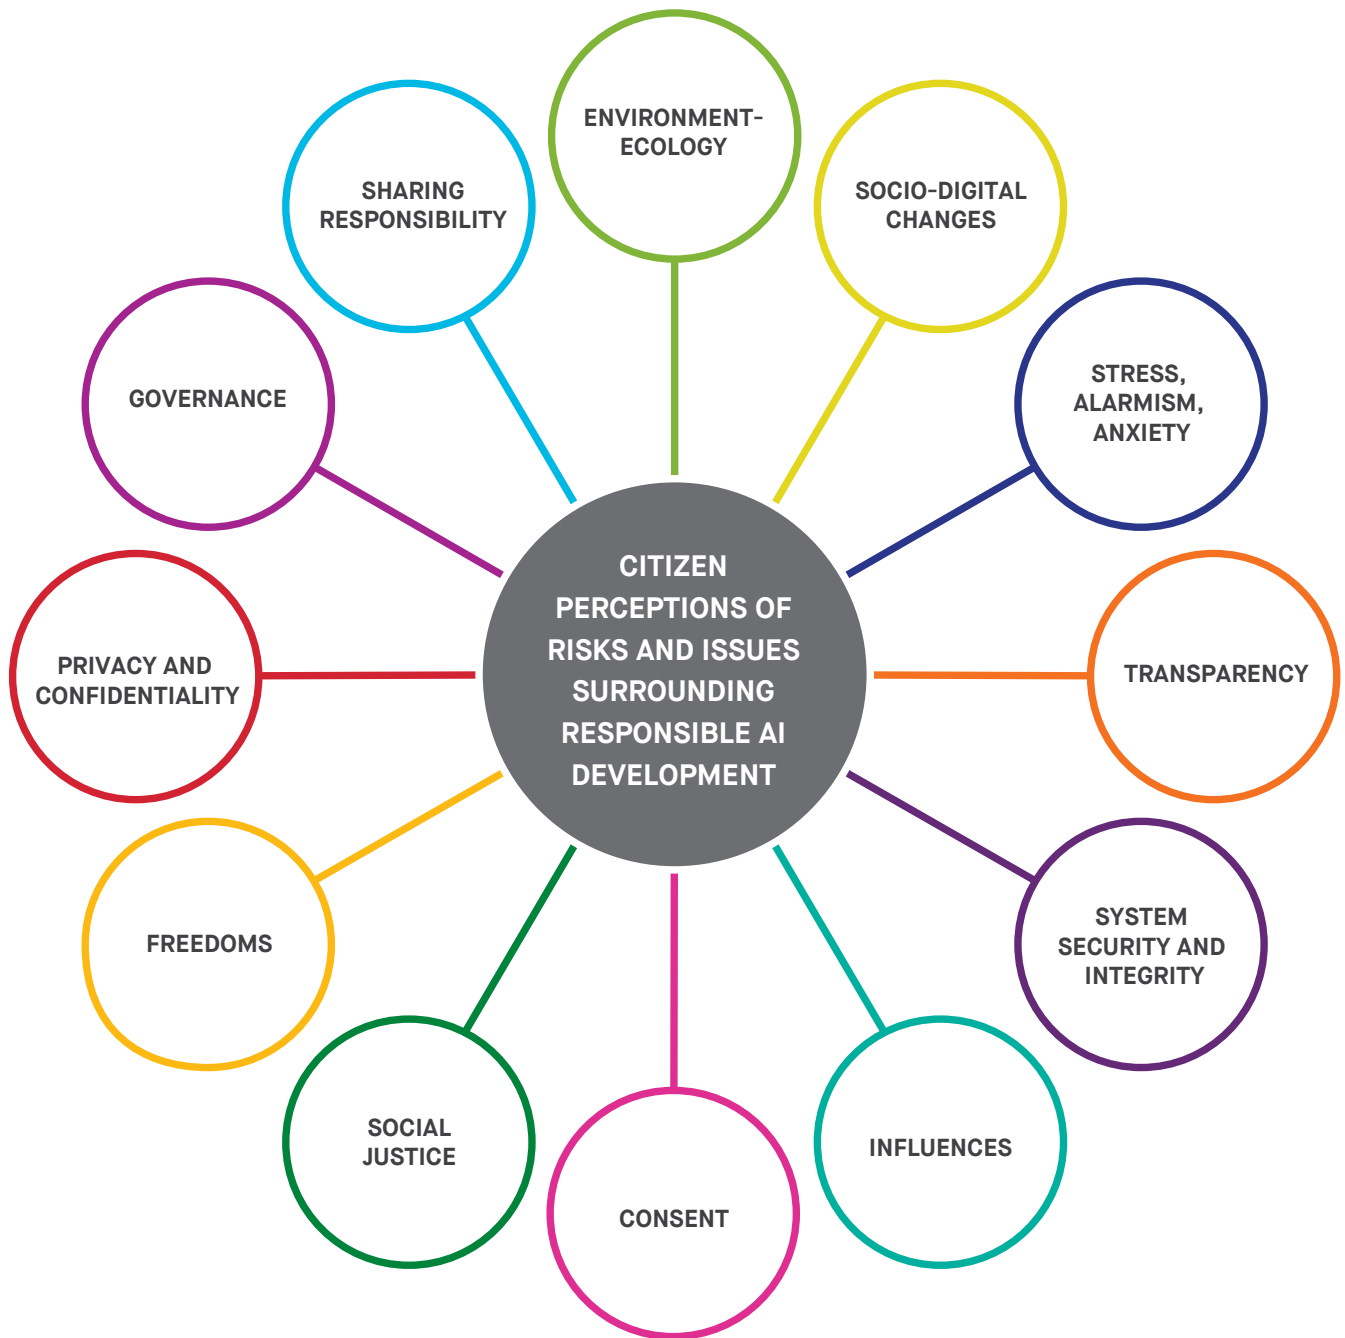 ENVIRONMENT-
ECOLOGY
SOCIO-DIGITAL
CHANGES
STRESS,
ALARMISM,
ANXIETY
TRANSPARENCY
SYSTEM
SECURITY AND
INTEGRITY
INFLUENCES
CONSENT
SOCIAL
JUSTICE
FREEDOMS
PRIVACY AND
CONFIDENTIALITY
GOVERNANCE
SHARING
RESPONSIBILITY
CITIZEN
PERCEPTIONS OF
RISKS AND ISSUES
SURROUNDING
RESPONSIBLE AI
DEVELOPMENT